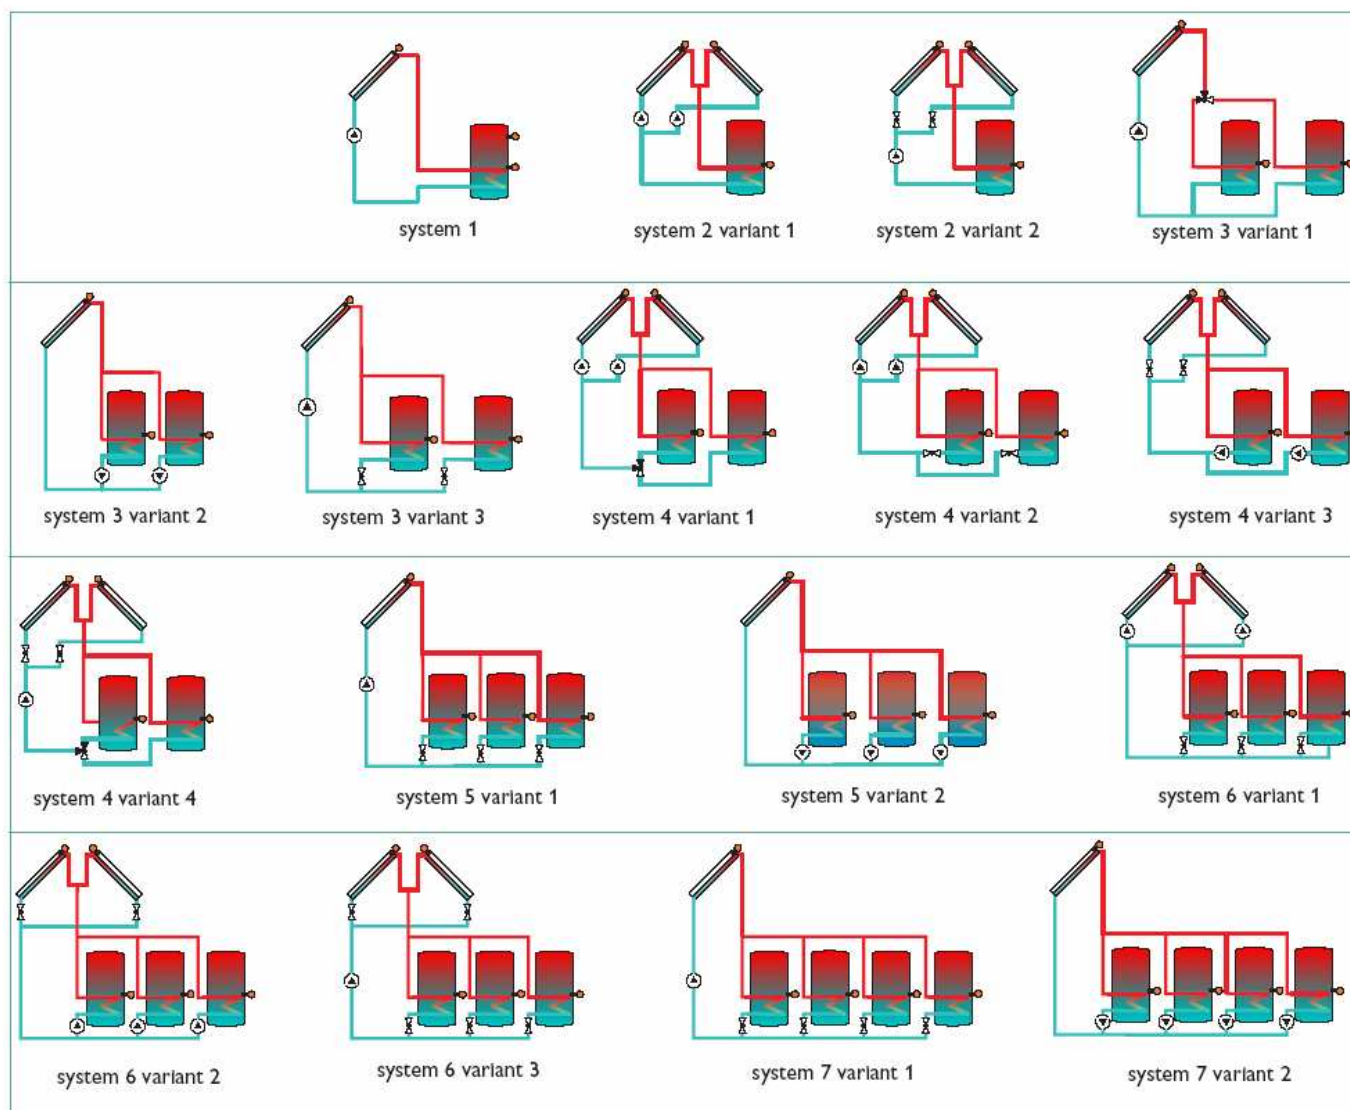 system 1
system 2 variant 1
system 2 variant 2
system 3 variant 1
system 3 variant 2
system 3 variant 3
system 4 variant 1
system 4 variant 2
system 4 variant 3
system 4 variant 4
system 5 variant 1
system 5 variant 2
system 6 variant 1
system 6 variant 2
system 6 variant 3
system 7 variant 1
system 7 variant 2